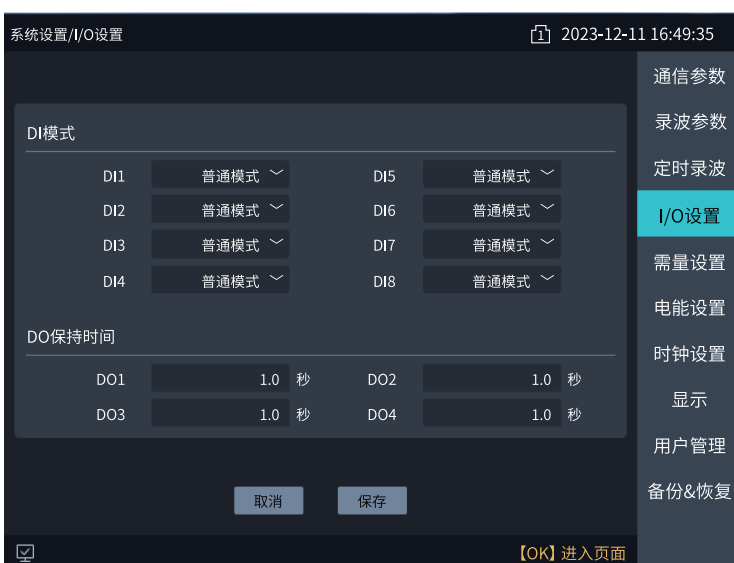 系统设置/I/O设置 1 2023-12-11 16:49:35
DI模式
DI1 普通模式 DI5 普通模式
DI2 普通模式 DI6 普通模式
DI3 普通模式 DI7 普通模式
DI4 普通模式 DI8 普通模式
DO保持时间
DO1 1.0 秒 DO2 1.0 秒
DO3 1.0 秒 DO4 1.0 秒
取消 保存
通信参数
录波参数
定时录波
I/O设置
需量设置
电能设置
时钟设置
显示
用户管理
备份&恢复
【OK】进入页面